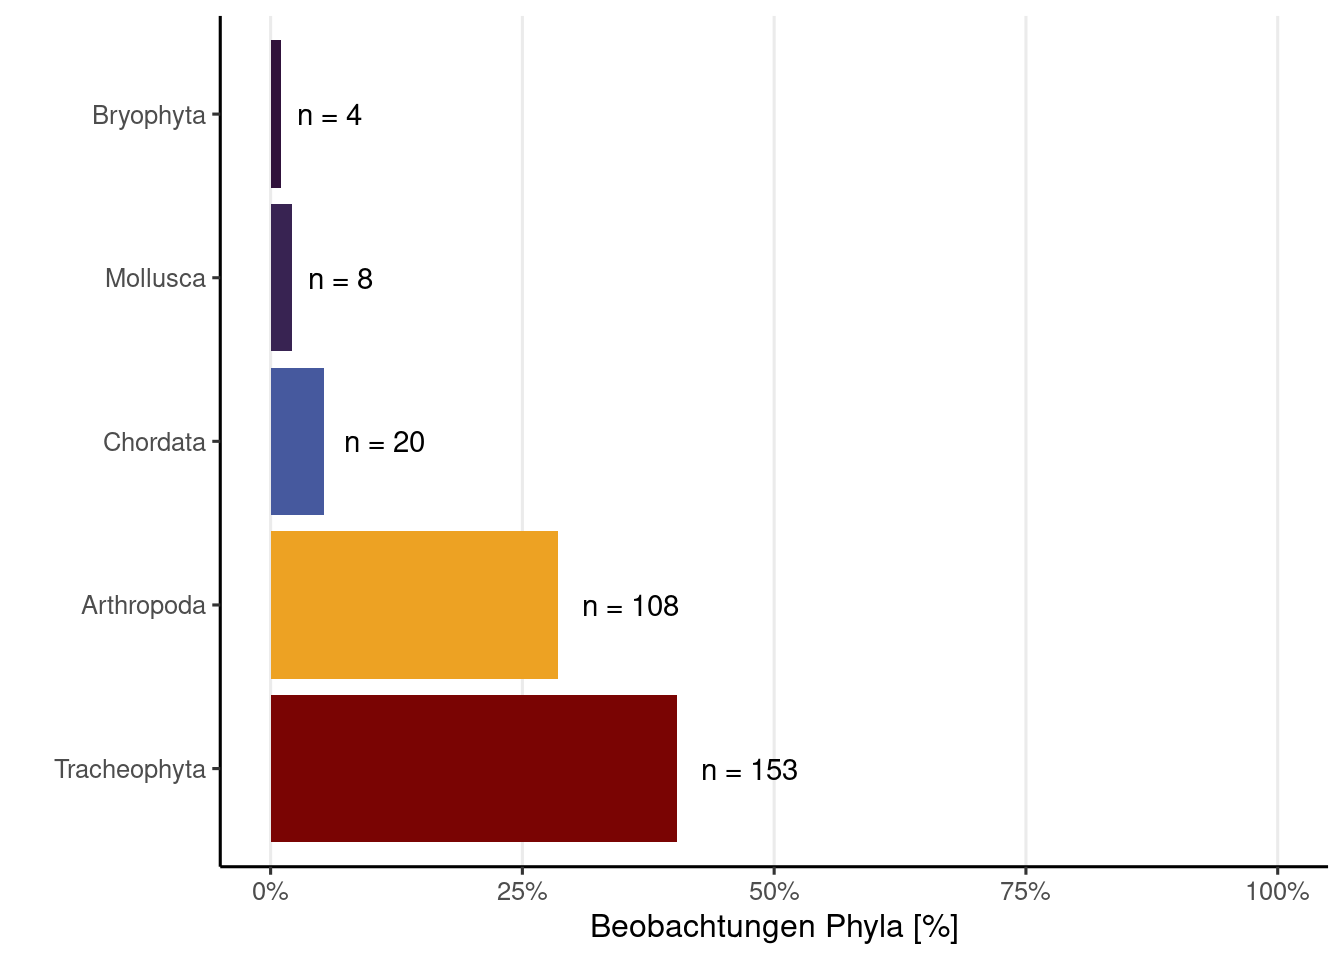 Bryophyta n = 4
Mollusca n = 8
Chordata n = 20
Arthropoda n = 108
Tracheophyta n = 153
0% 25% 50% 75% 100%
Beobachtungen Phyla [%]